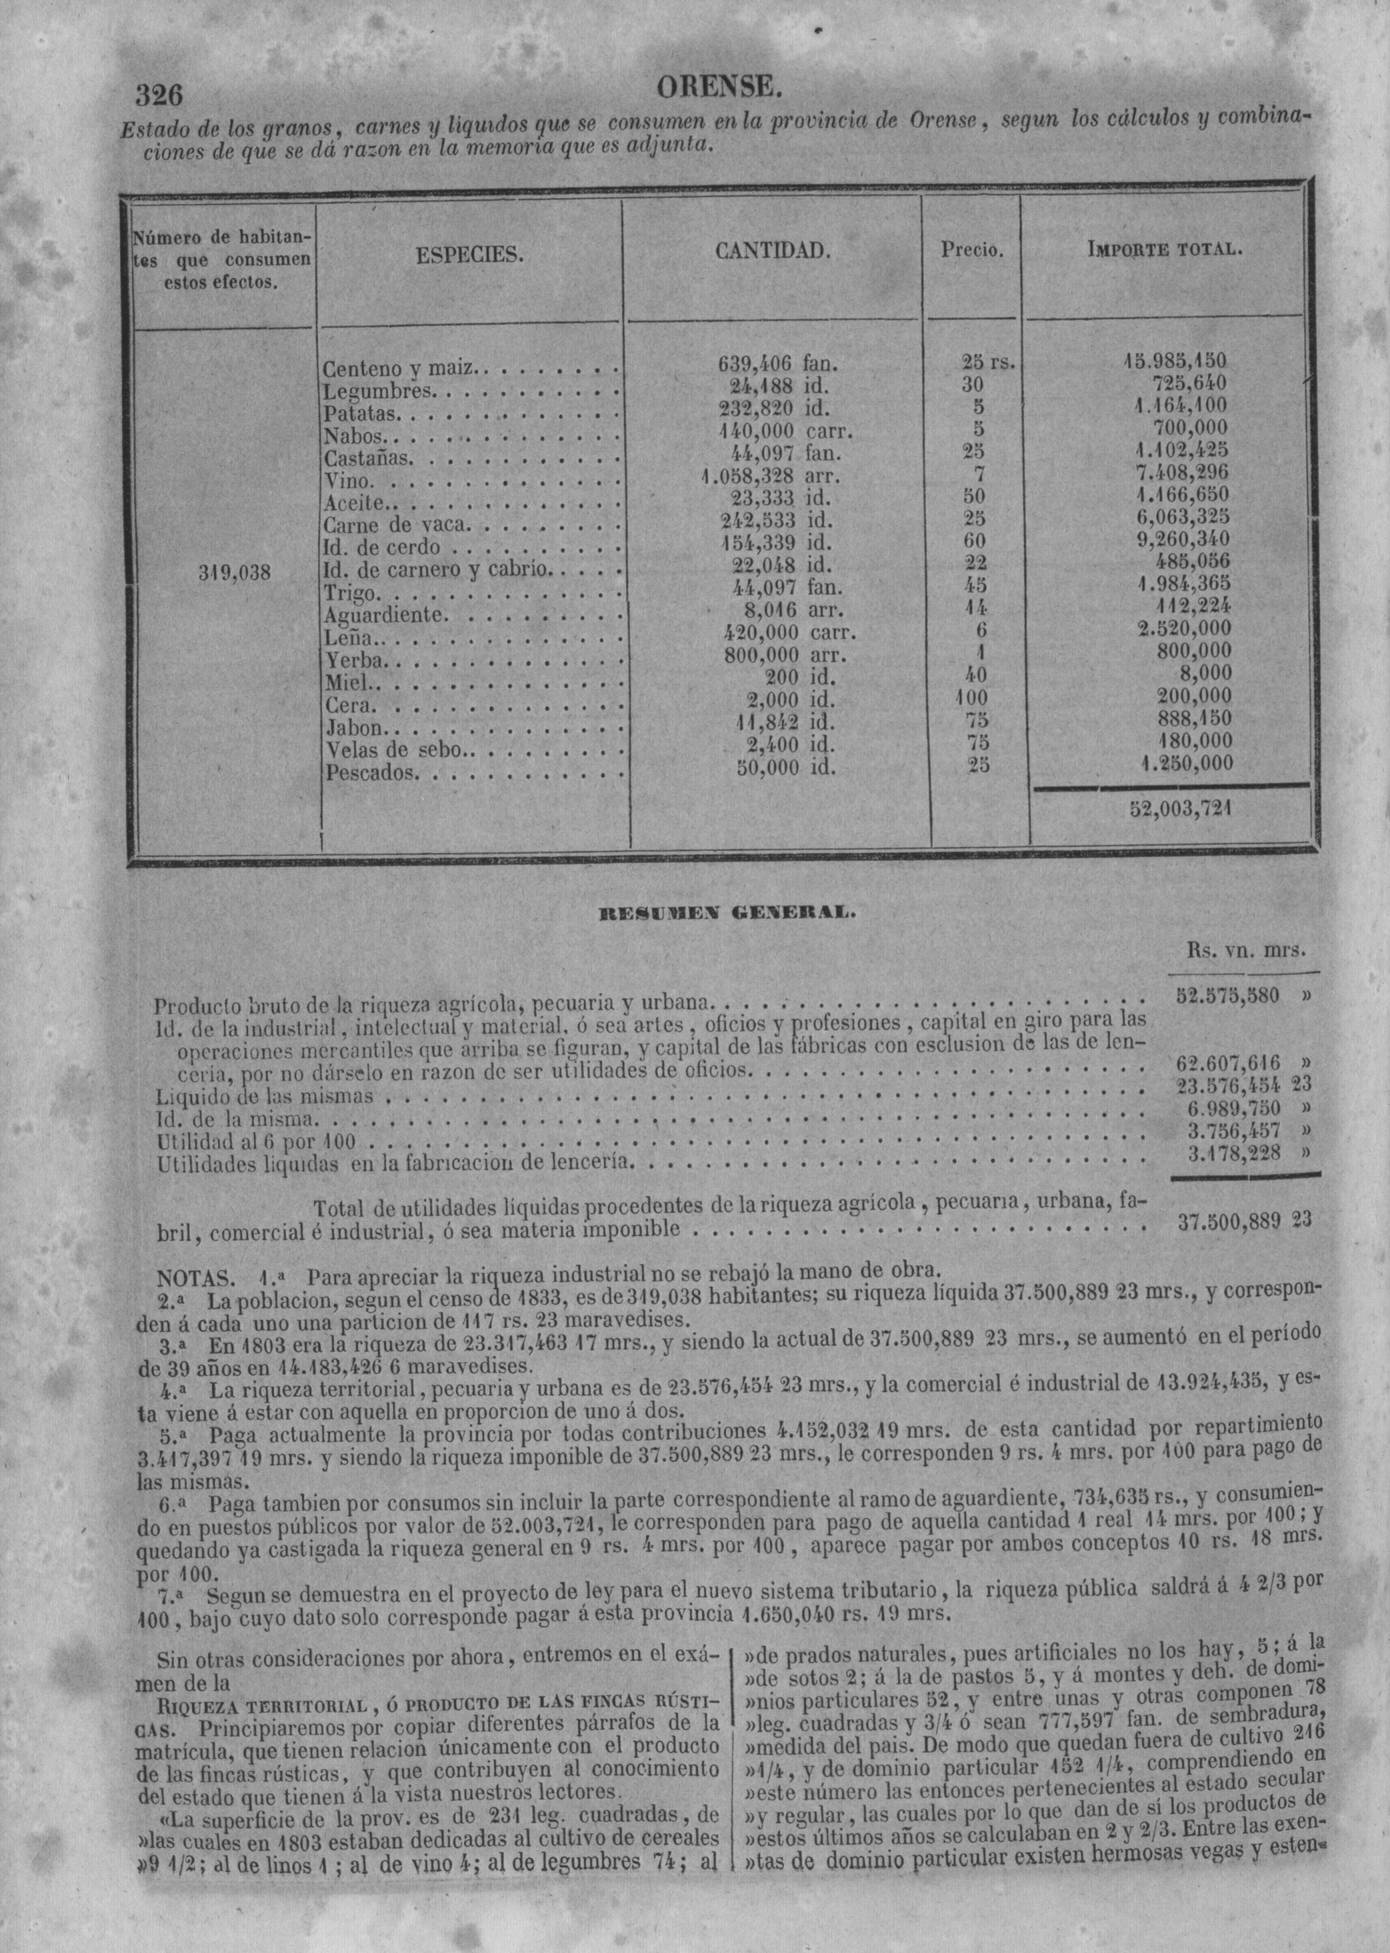 326
ORENSE.
Estado de los granos, carnes y liquidos que se consumen en la provincia de Orense, segun los cálculos y combina-
ciones de que se dá razon en la memoria que es adjunta.
Número de habitan-
tes que consumen
estos efectos.
ESPECIES.
CANTIDAD.
Precio.
IMPORTE TOTAL.
319,038
Centeno y maiz. . . . . . . . . 639,406 fan. 25 rs. 15.985,150
Legumbres. . . . . . . . . . . 24,188 id. 30 725,640
Patatas. . . . . . . . . . . . . 232,820 id. 5 1.164,100
Nabos. . . . . . . . . . . . . . 140,000 carr. 5 700,000
Castañas. . . . . . . . . . . . 44,097 fan. 25 1.102,425
Vino. . . . . . . . . . . . . . 1.058,328 arr. 7 7.408,296
Aceite. . . . . . . . . . . . . 23,333 id. 50 1.166,650
Carne de vaca. . . . . . . . . 242,533 id. 25 6,063,325
Id. de cerdo . . . . . . . . . . 154,339 id. 60 9,260,340
Id. de carnero y cabrio. . . . . 22,048 id. 22 485,056
Trigo. . . . . . . . . . . . . . 44,097 fan. 45 1.984,365
Aguardiente. . . . . . . . . . 8,016 arr. 14 112,224
Leña. . . . . . . . . . . . . . 420,000 carr. 6 2.520,000
Yerba. . . . . . . . . . . . . . 800,000 arr. 1 800,000
Miel. . . . . . . . . . . . . . 200 id. 40 8,000
Cera. . . . . . . . . . . . . . 2,000 id. 100 200,000
Jabon. . . . . . . . . . . . . . 11,842 id. 75 888,150
Velas de sebo. . . . . . . . . 2,400 id. 75 180,000
Pescados. . . . . . . . . . . . 50,000 id. 25 1.250,000
52,003,721
RESUMEN GENERAL.
Rs. vn. mrs.
Producto bruto de la riqueza agrícola, pecuaria y urbana. . . . . . . . . . . . 52.575,580 »
Id. de la industrial, intelectual y material, ó sea artes, oficios y profesiones, capital en giro para las
operaciones mercantiles que arriba se figuran, y capital de las fábricas con esclusion de las de len-
cería, por no dárselo en razon de ser utilidades de oficios. . . . . . . . . . . . 62.607,616 »
Liquido de las mismas . . . . . . . . . . . . 23.576,454 23
Id. de la misma. . . . . . . . . . . . 6.989,750 »
Utilidad al 6 por 100 . . . . . . . . . . . . 3.756,457 »
Utilidades liquidas en la fabricacion de lencería. . . . . . . . . . . . 3.178,228 »
Total de utilidades líquidas procedentes de la riqueza agrícola, pecuaria, urbana, fa-
bril, comercial é industrial, ó sea materia imponible . . . . . . . . . . . . 37.500,889 23
NOTAS. 1.ª Para apreciar la riqueza industrial no se rebajó la mano de obra.
2.ª La poblacion, segun el censo de 1833, es de 319,038 habitantes; su riqueza líquida 37.500,889 23 mrs., y correspon-
den á cada uno una particion de 117 rs. 23 maravedises.
3.ª En 1803 era la riqueza de 23.317,463 17 mrs., y siendo la actual de 37.500,889 23 mrs., se aumentó en el período
de 39 años en 14.183,426 6 maravedises.
4.ª La riqueza territorial, pecuaria y urbana es de 23.576,454 23 mrs., y la comercial é industrial de 13.924,435, y es-
ta viene á estar con aquella en proporcion de uno á dos.
5.ª Paga actualmente la provincia por todas contribuciones 4.152,032 19 mrs. de esta cantidad por repartimiento
3.417,397 19 mrs. y siendo la riqueza imponible de 37.500,889 23 mrs., le corresponden 9 rs. 4 mrs. por 100 para pago de
las mismas.
6.ª Paga tambien por consumos sin incluir la parte correspondiente al ramo de aguardiente, 734,635 rs., y consumien-
do en puestos públicos por valor de 52.003,721, le corresponden para pago de aquella cantidad 1 real 14 mrs. por 100; y
quedando ya castigada la riqueza general en 9 rs. 4 mrs. por 100, aparece pagar por ambos conceptos 10 rs. 18 mrs.
por 100.
7.ª Segun se demuestra en el proyecto de ley para el nuevo sistema tributario, la riqueza pública saldrá á 4 2/3 por
100, bajo cuyo dato solo corresponde pagar á esta provincia 1.650,040 rs. 19 mrs.
Sin otras consideraciones por ahora, entremos en el exá-
men de la
RIQUEZA TERRITORIAL, Ó PRODUCTO DE LAS FINCAS RÚSTI-
CAS. Principiaremos por copiar diferentes párrafos de la
matrícula, que tienen relacion únicamente con el producto
de las fincas rústicas, y que contribuyen al conocimiento
del estado que tienen á la vista nuestros lectores.
«La superficie de la prov. es de 231 leg. cuadradas, de
»las cuales en 1803 estaban dedicadas al cultivo de cereales
»9 1/2; al de linos 1; al de vino 4; al de legumbres 74; al
»de prados naturales, pues artificiales no los hay, 5; á la
»de sotos 2; á la de pastos 5, y á montes y deh. de domi-
»nios particulares 52, y entre unas y otras componen 78
»leg. cuadradas y 3/4 ó sean 777,597 fan. de sembradura,
»medida del pais. De modo que quedan fuera de cultivo 216
»1/4, y de dominio particular 152 1/4, comprendiendo en
»este número las entonces pertenecientes al estado secular
»y regular, las cuales por lo que dan de sí los productos de
»estos últimos años se calculaban en 2 y 2/3. Entre las exen-
»tas de dominio particular existen hermosas vegas y esten-